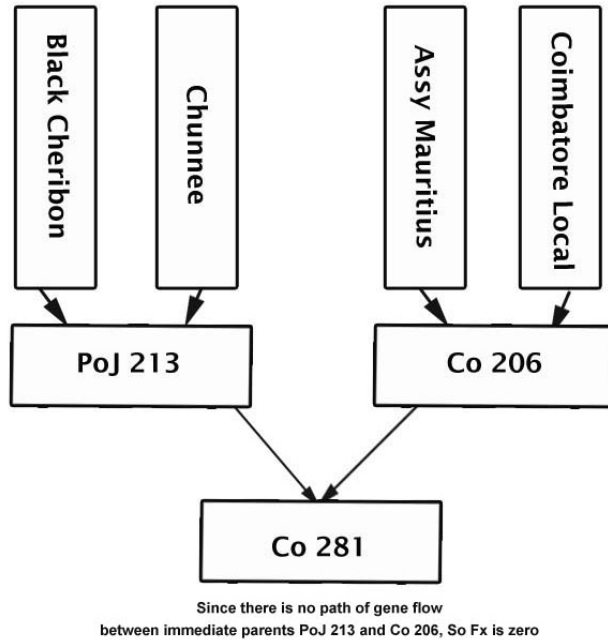 Black Cheribon
Chunnee
Assy Mauritius
Coimbatore Local
PoJ 213
Co 206
Co 281
Since there is no path of gene flow
between immediate parents PoJ 213 and Co 206, So Fx is zero